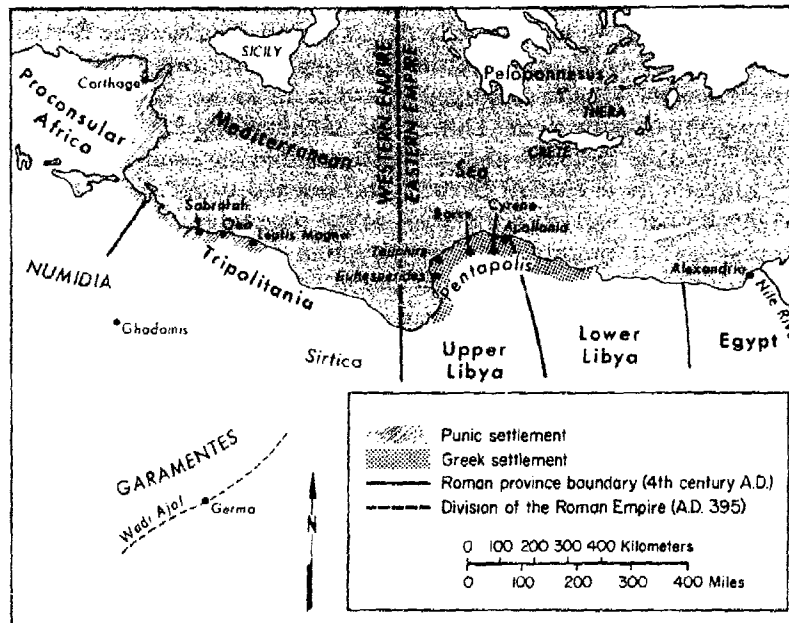 SICILY
Carthage
Proconsular
Africa
Mediterranean
Sea
WESTERN EMPIRE
EASTERN EMPIRE
Peloponnesus
THERA
CRETE
Sabratah
Oea
Leptis Magna
Tripolitania
NUMIDIA
Ghadamis
Sirtica
Barce
Cyrene
Apollonia
Tauchira
Euhesperides
Pentapolis
Alexandria
Nile River
Upper
Libya
Lower
Libya
Egypt
GARAMENTES
Wadi Ajal
Germa
N
Punic settlement
Greek settlement
Roman province boundary (4th century A.D.)
Division of the Roman Empire (A.D. 395)
0 100 200 300 400 Kilometers
0 100 200 300 400 Miles